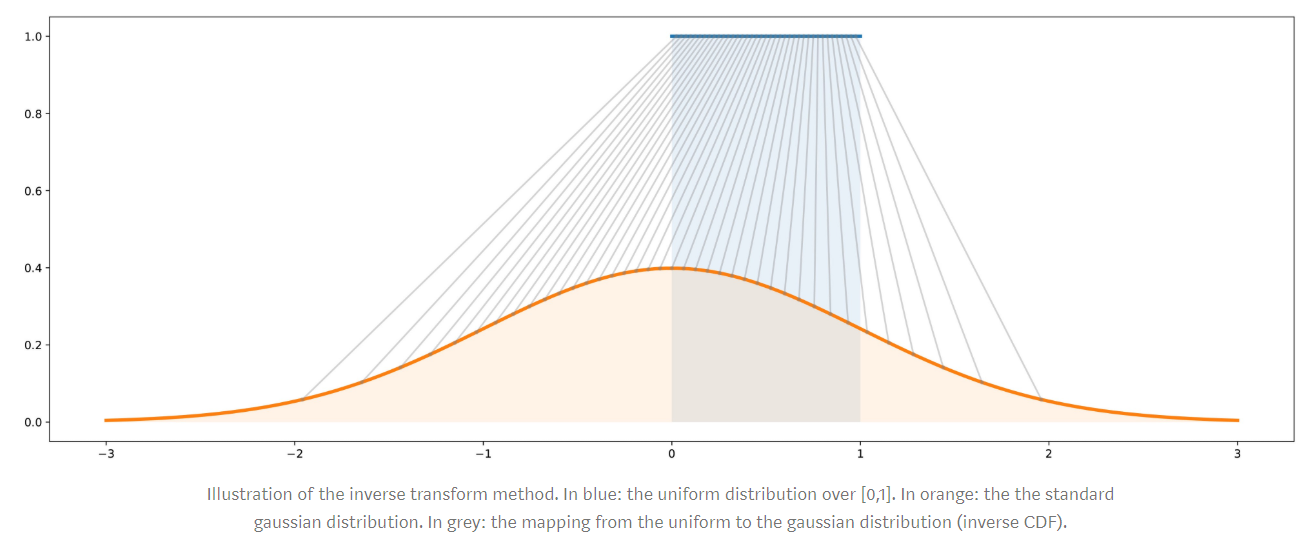 1.0
0.8
0.6
0.4
0.2
0.0
−3 −2 −1 0 1 2 3
Illustration of the inverse transform method. In blue: the uniform distribution over [0,1]. In orange: the the standard
gaussian distribution. In grey: the mapping from the uniform to the gaussian distribution (inverse CDF).